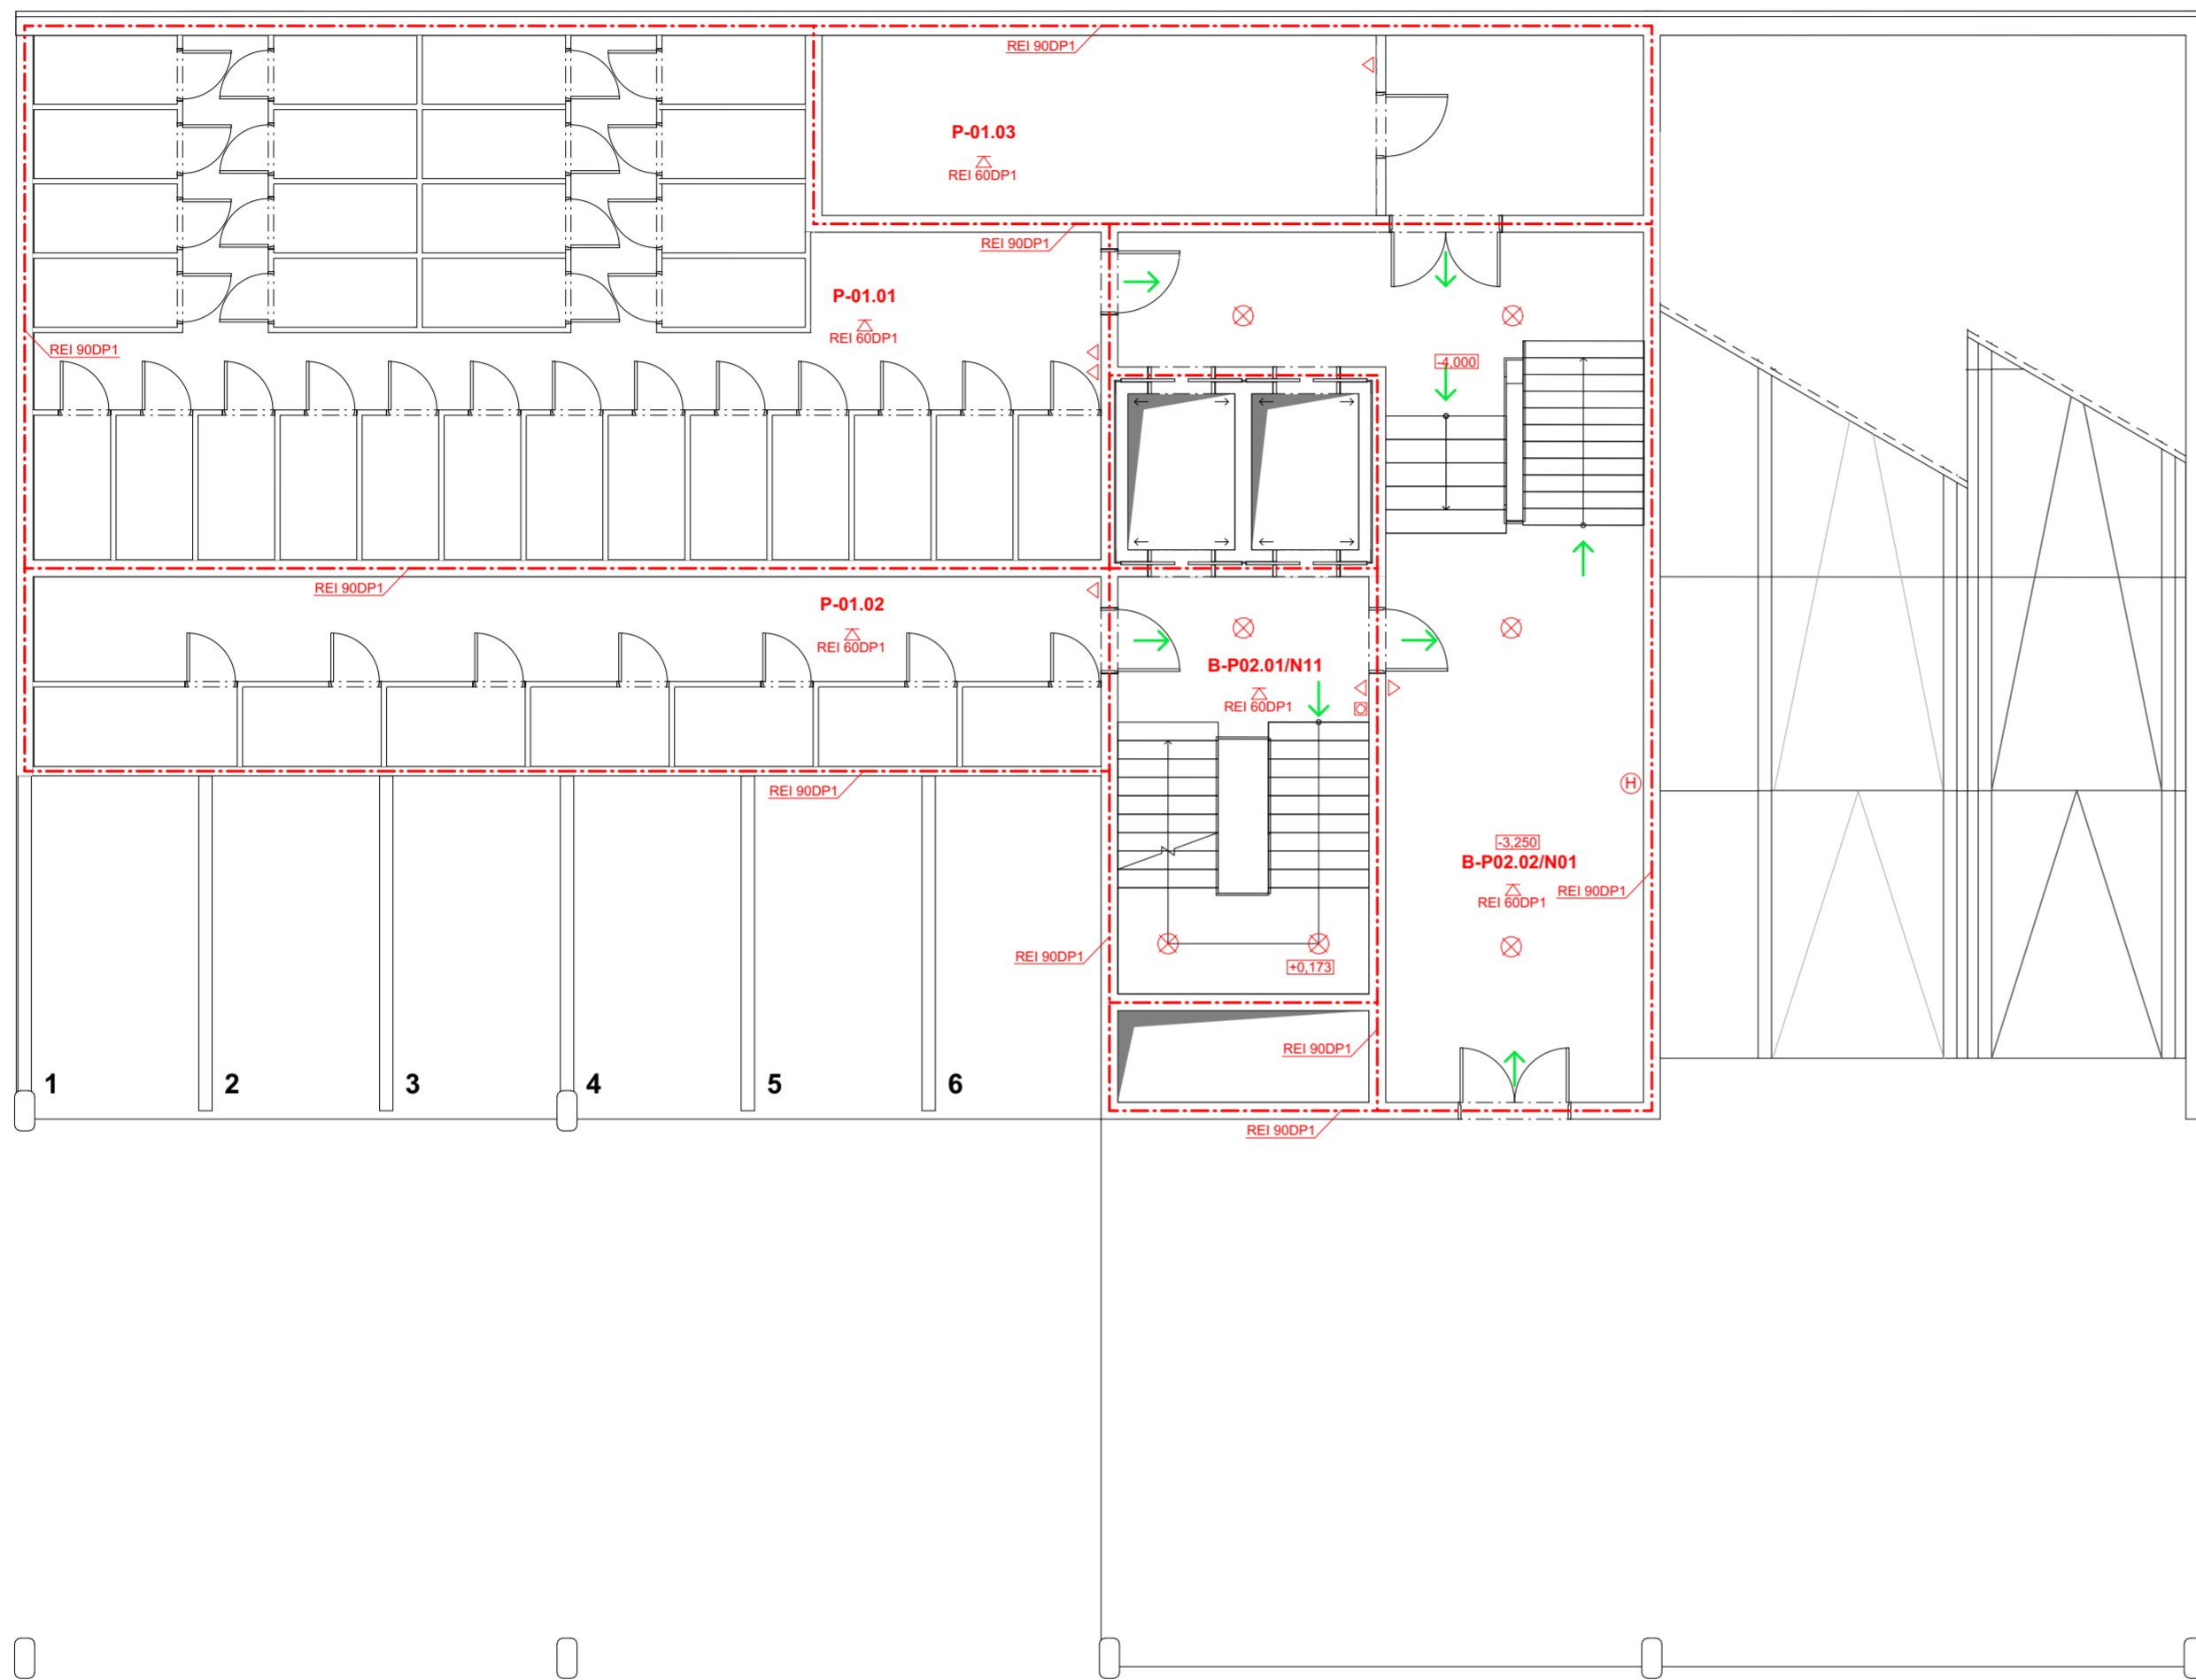 REI 90DP1
P-01.03
REI 60DP1
REI 90DP1
P-01.01
REI 60DP1
REI 90DP1
-4,000
REI 90DP1
P-01.02
REI 60DP1
B-P02.01/N11
REI 60DP1
REI 90DP1
H
-3,250
B-P02.02/N01
REI 60DP1
REI 90DP1
REI 90DP1
+0,173
REI 90DP1
1
2
3
4
5
6
REI 90DP1